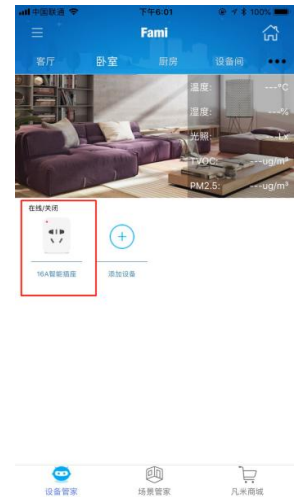 中国联通 下午6:01 100%
Fami
客厅 卧室 厨房 设备间 •••
温度: ---°C
湿度: ---%
光照: ---Lx
TVOC: ---ug/m³
PM2.5: ---ug/m³
在线/关闭
16A智能插座 添加设备
设备管家 场景管家 凡米商城